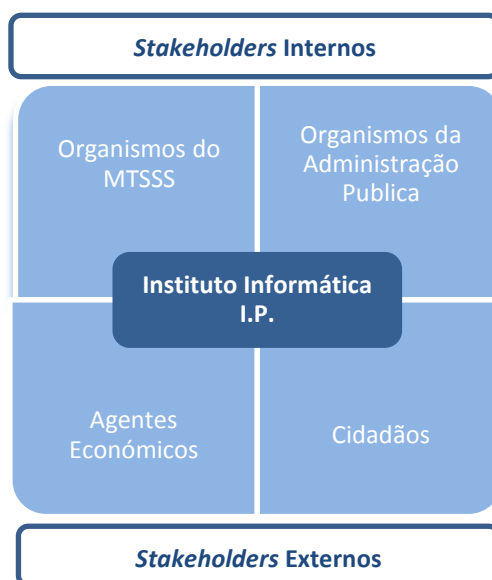 Stakeholders Internos
Organismos do
MTSSS
Organismos da
Administração
Publica
Instituto Informática
I.P.
Agentes
Económicos
Cidadãos
Stakeholders Externos